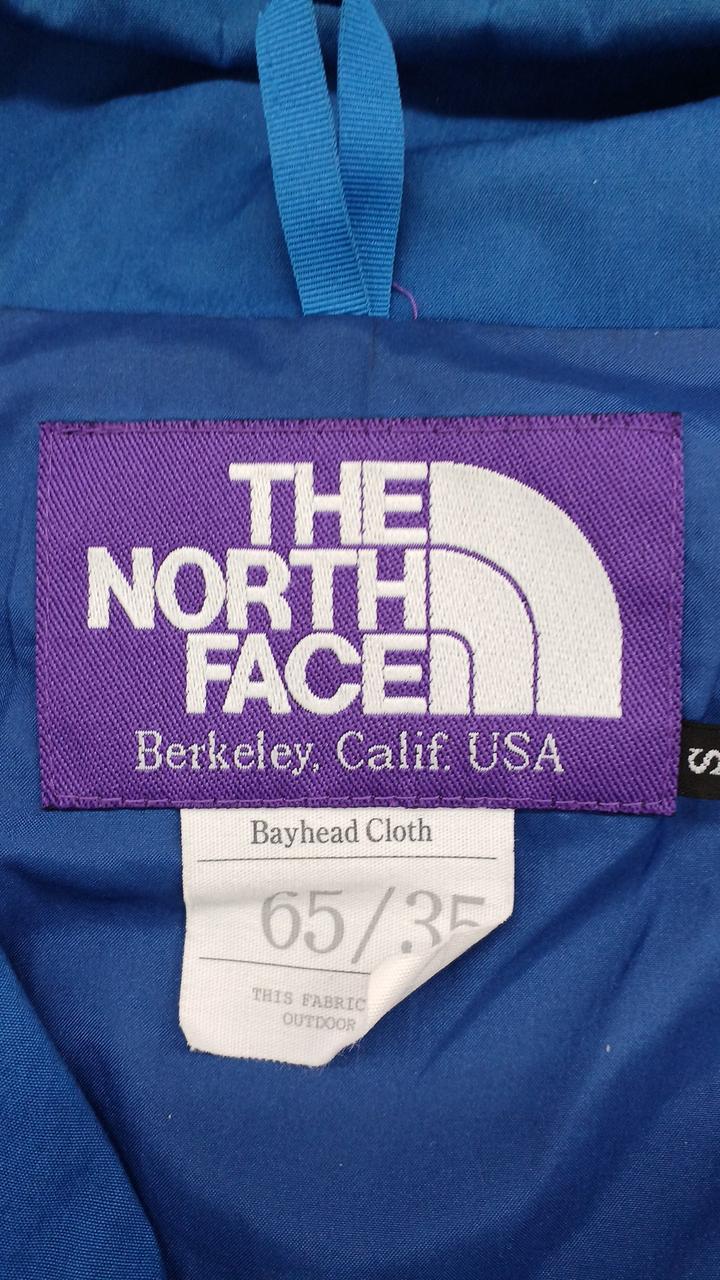 THE
NORTH
FACE
Berkeley, Calif. USA
S
Bayhead Cloth
65/35
THIS FABRIC
OUTDOOR